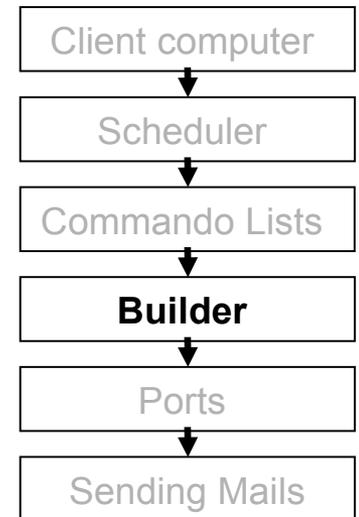 Client computer
Scheduler
Commando Lists
Builder
Ports
Sending Mails